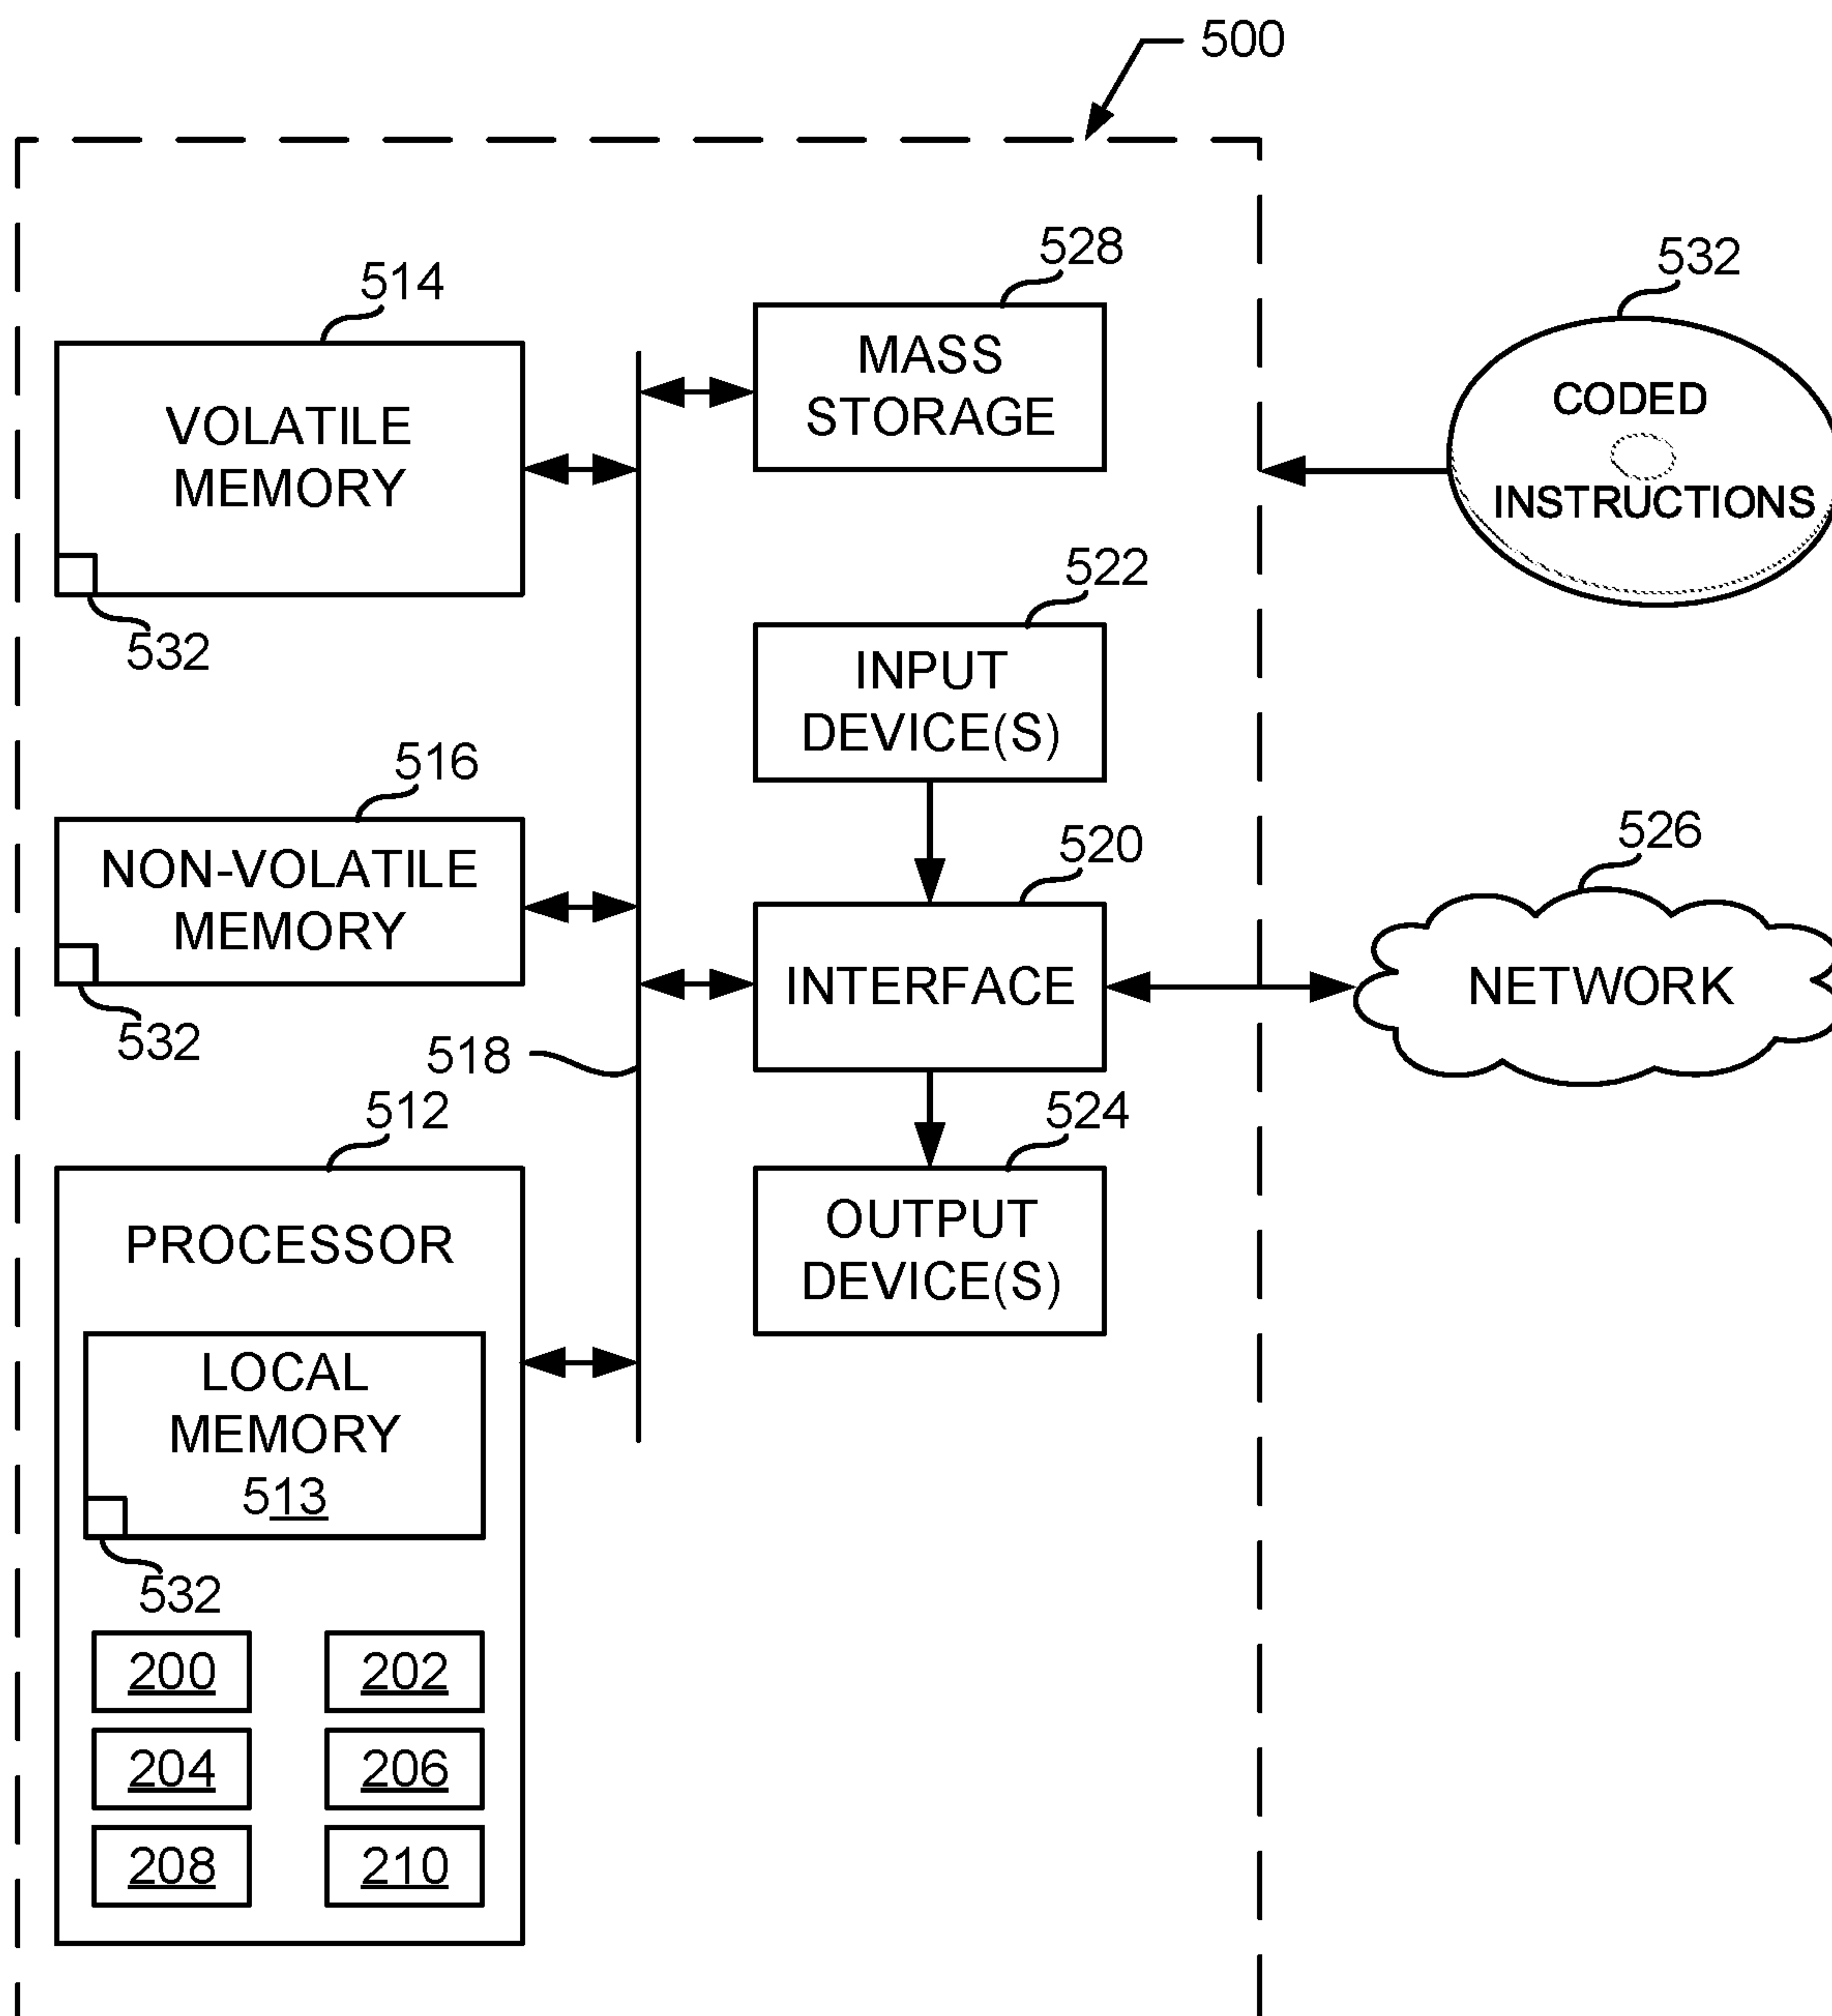 500
528
532
514
MASS
STORAGE
VOLATILE
MEMORY
CODED
INSTRUCTIONS
532
522
INPUT
DEVICE(S)
516
NON-VOLATILE
MEMORY
532
520
526
INTERFACE
NETWORK
518
512
524
OUTPUT
DEVICE(S)
PROCESSOR
LOCAL
MEMORY
513
532
200
202
204
206
208
210